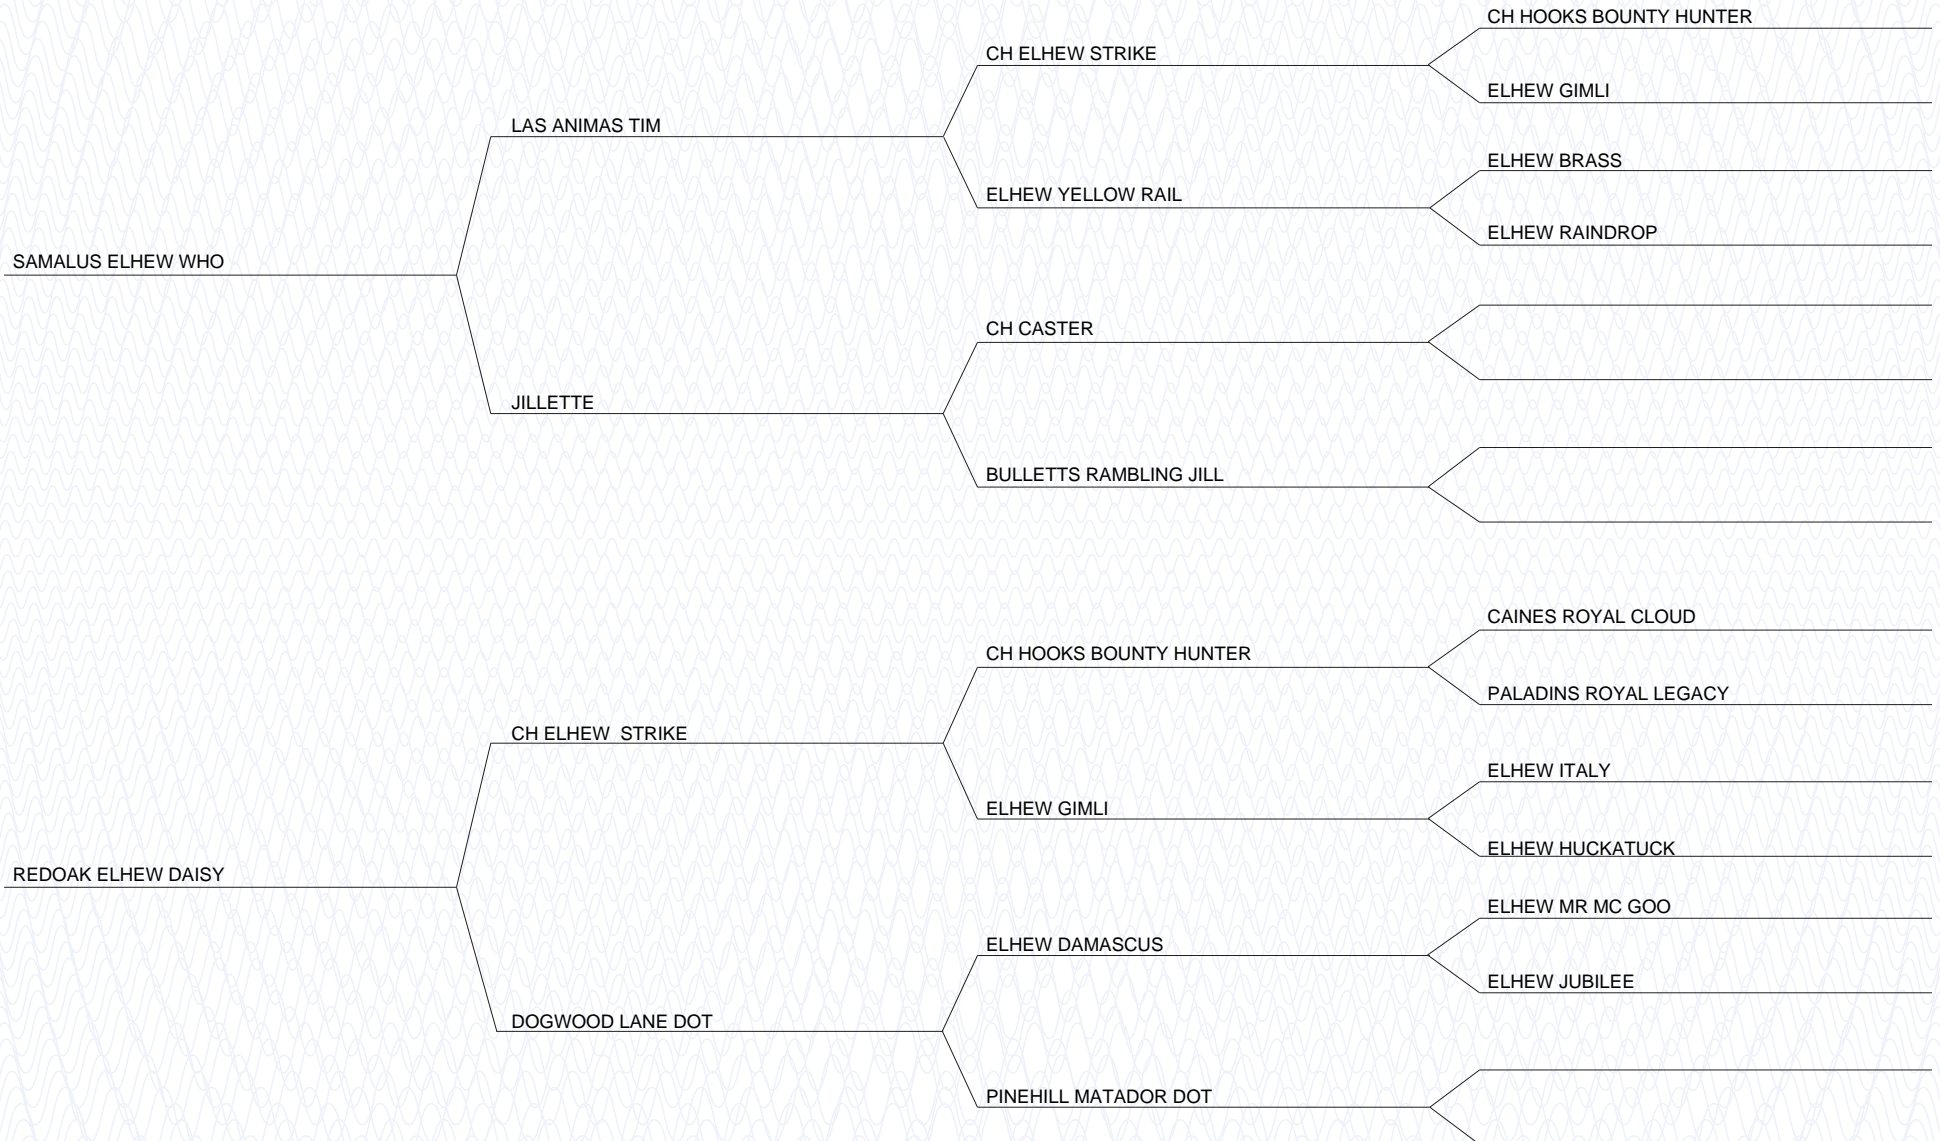 CH HOOKS BOUNTY HUNTER
CH ELHEW STRIKE
ELHEW GIMLI
LAS ANIMAS TIM
ELHEW BRASS
ELHEW YELLOW RAIL
ELHEW RAINDROP
SAMALUS ELHEW WHO
CH CASTER
JILLETTE
BULLETTS RAMBLING JILL
CAINES ROYAL CLOUD
CH HOOKS BOUNTY HUNTER
PALADINS ROYAL LEGACY
CH ELHEW  STRIKE
ELHEW ITALY
ELHEW GIMLI
ELHEW HUCKATUCK
REDOAK ELHEW DAISY
ELHEW MR MC GOO
ELHEW DAMASCUS
ELHEW JUBILEE
DOGWOOD LANE DOT
PINEHILL MATADOR DOT